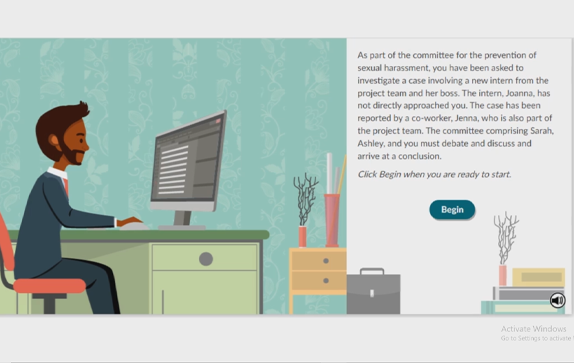 As part of the committee for the prevention of
sexual harassment, you have been asked to
investigate a case involving a new intern from the
project team and her boss. The intern, Joanna, has
not directly approached you. The case has been
reported by a co-worker, Jenna, who is also part of
the project team. The committee comprising Sarah,
Ashley, and you must debate and discuss and
arrive at a conclusion.
Click Begin when you are ready to start.
Begin
Activate Windows
Go to Settings to activate